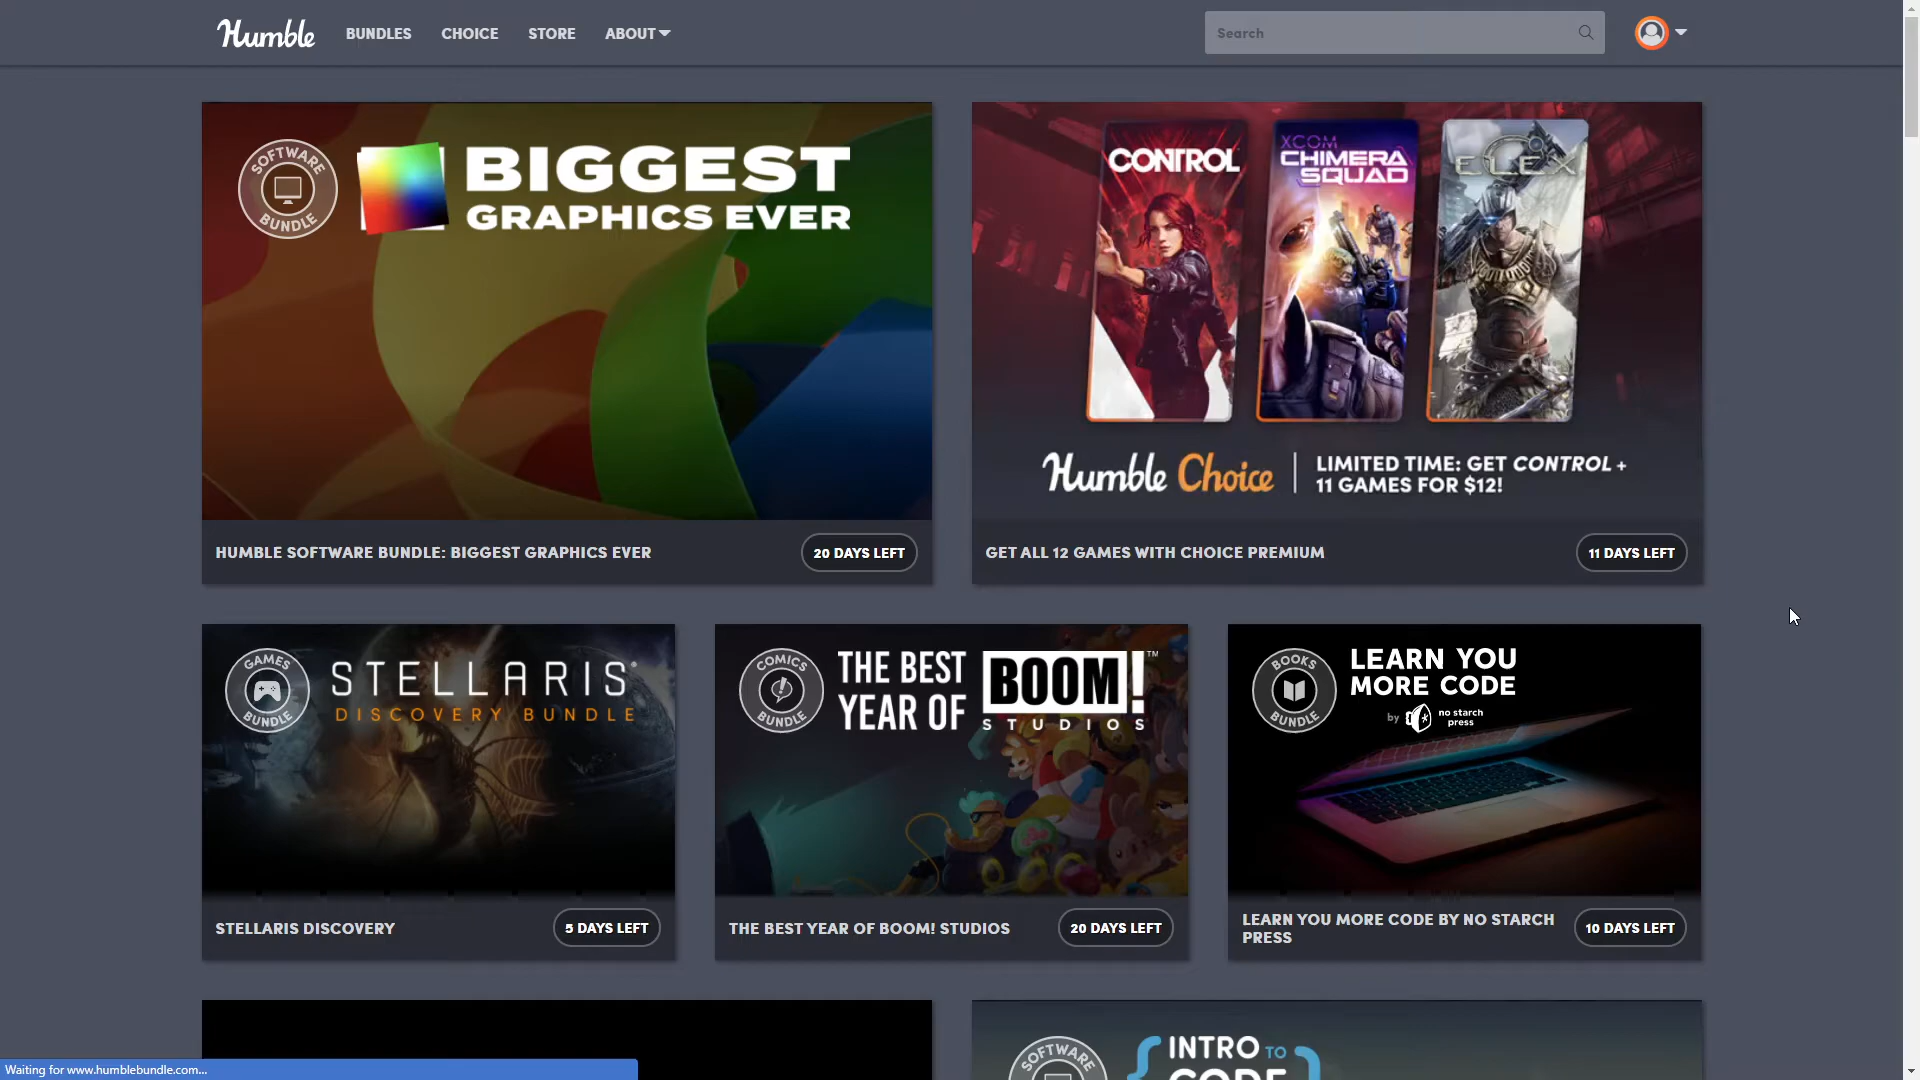 Humble BUNDLES CHOICE STORE ABOUT Search
SOFTWARE BUNDLE
BIGGEST
GRAPHICS EVER
HUMBLE SOFTWARE BUNDLE: BIGGEST GRAPHICS EVER 20 DAYS LEFT
CONTROL
XCOM
CHIMERA
SQUAD
ELEX
Humble Choice
LIMITED TIME: GET CONTROL +
11 GAMES FOR $12!
GET ALL 12 GAMES WITH CHOICE PREMIUM 11 DAYS LEFT
GAMES BUNDLE
STELLARIS
DISCOVERY BUNDLE
STELLARIS DISCOVERY 5 DAYS LEFT
COMICS BUNDLE
THE BEST
YEAR OF
BOOM!™
STUDIOS
THE BEST YEAR OF BOOM! STUDIOS 20 DAYS LEFT
BOOKS BUNDLE
LEARN YOU
MORE CODE
by no starch
press
LEARN YOU MORE CODE BY NO STARCH
PRESS
10 DAYS LEFT
SOFTWARE
{ INTRO TO }
CODE
Waiting for www.humblebundle.com...